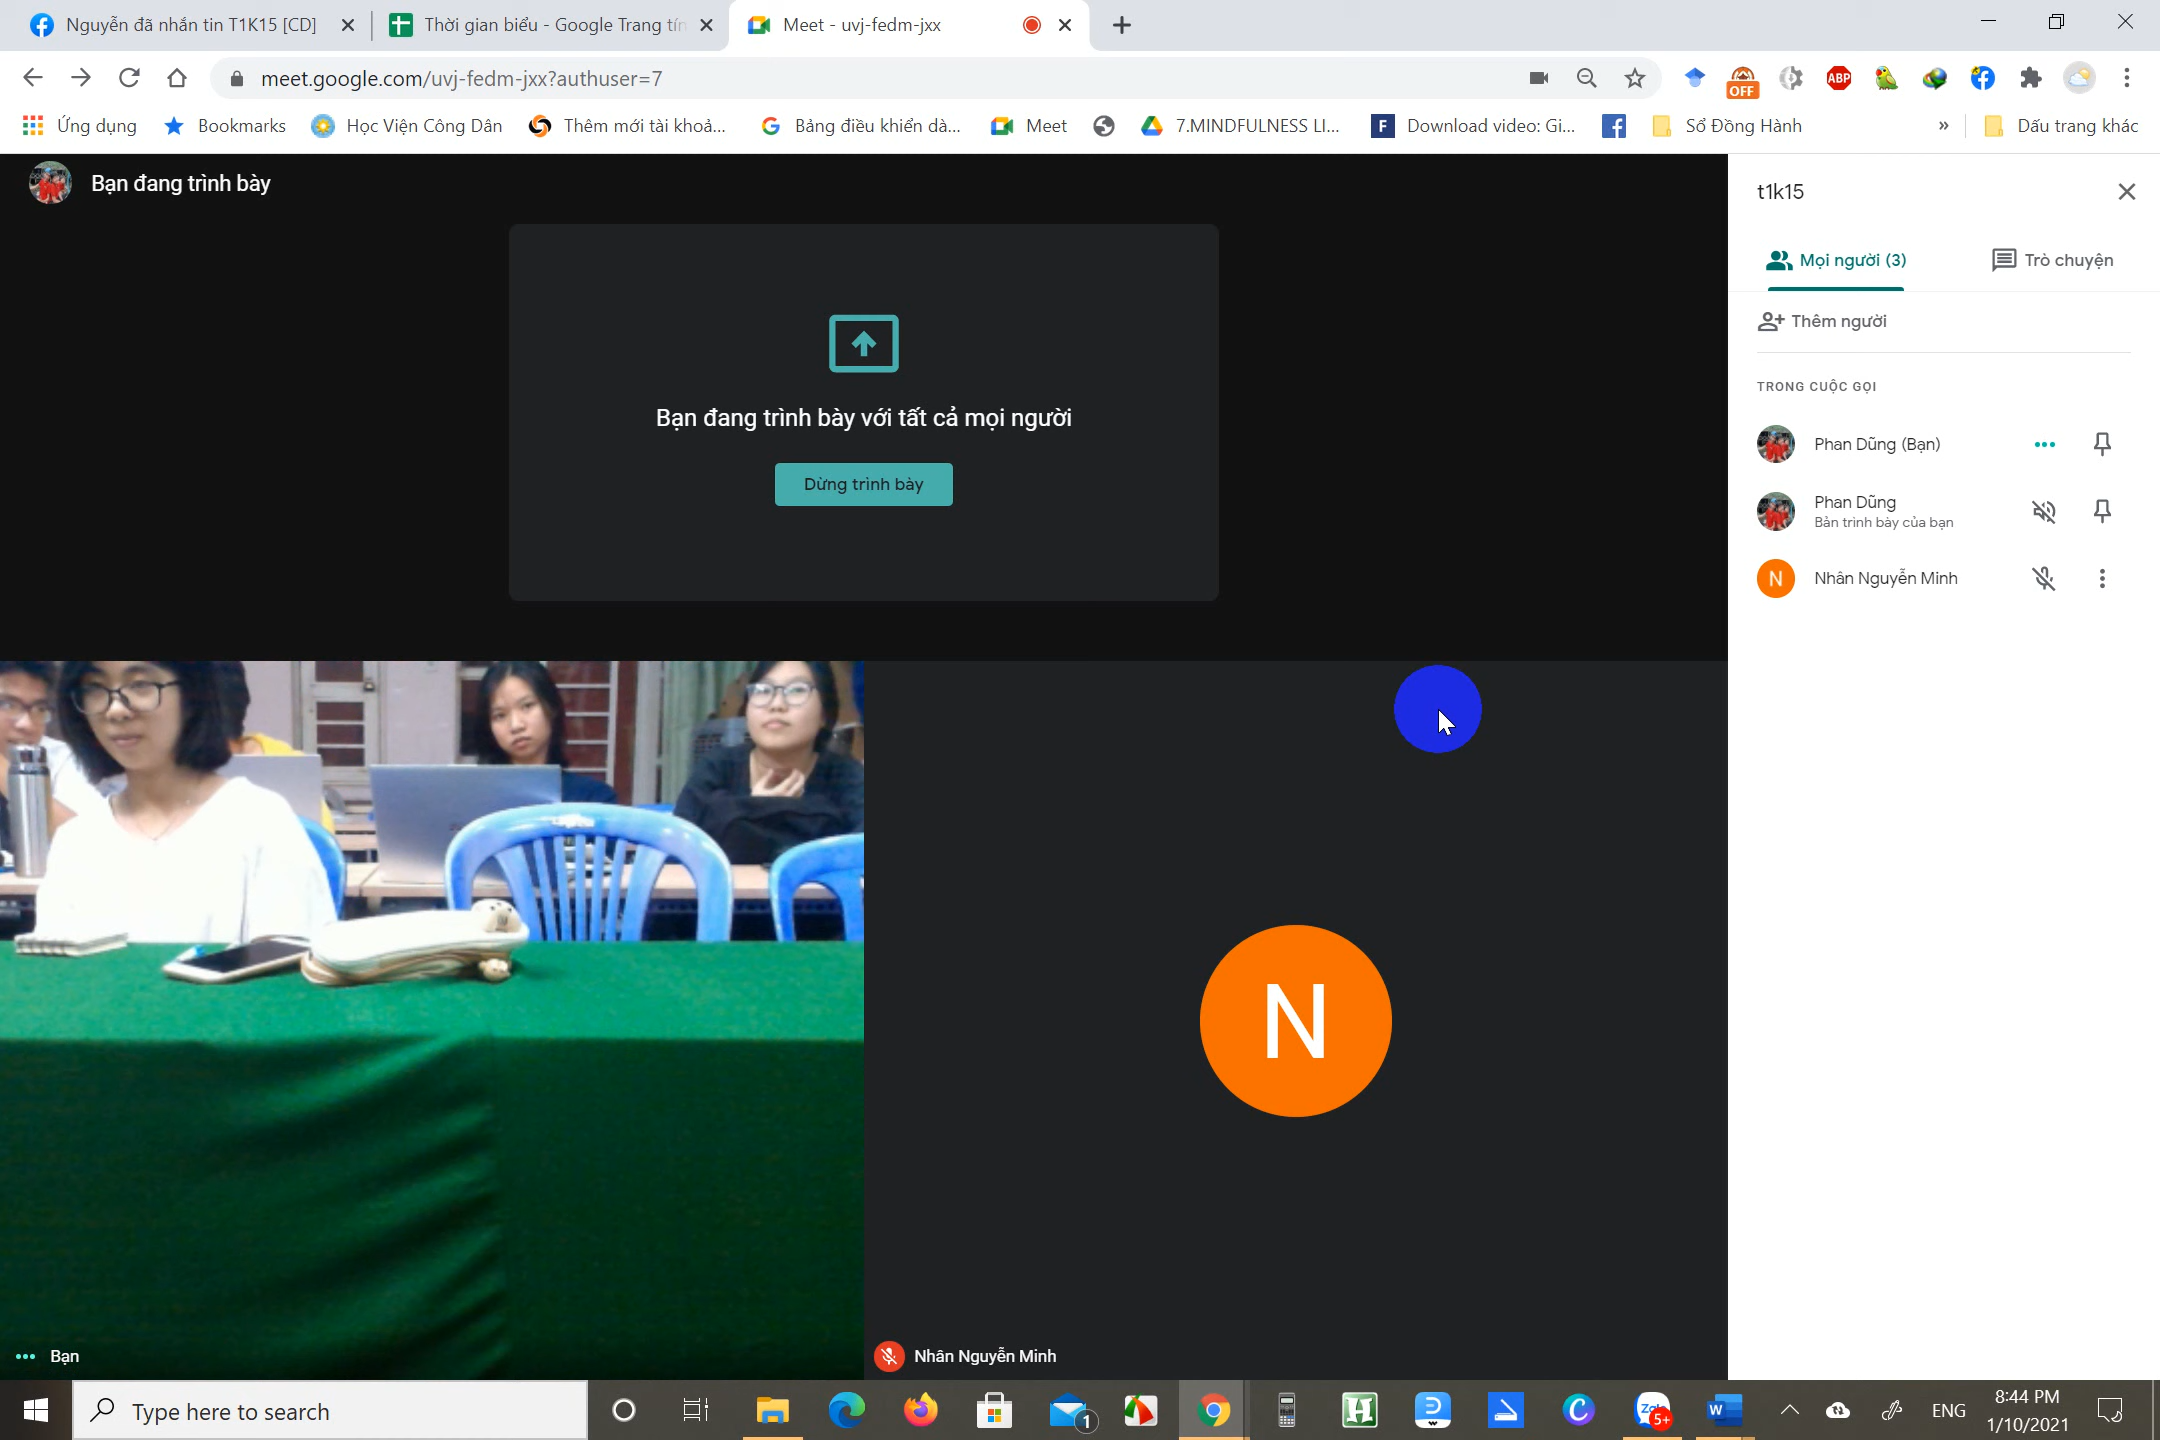 Nguyễn đã nhắn tin T1K15 [CD]
Thời gian biểu - Google Trang tín
Meet - uvj-fedm-jxx
meet.google.com/uvj-fedm-jxx?authuser=7
OFF
ABP
Ứng dụng
Bookmarks
Học Viện Công Dân
Thêm mới tài khoả...
Bảng điều khiển dà...
Meet
7.MINDFULNESS LI...
F
Download video: Gi...
Sổ Đồng Hành
»
Dấu trang khác
Bạn đang trình bày
Bạn đang trình bày với tất cả mọi người
Dừng trình bày
t1k15
Mọi người (3)
Trò chuyện
Thêm người
TRONG CUỘC GỌI
Phan Dũng (Bạn)
Phan Dũng
Bản trình bày của bạn
N
Nhân Nguyễn Minh
N
Bạn
Nhân Nguyễn Minh
Type here to search
1
Zalo
5+
W
ENG
8:44 PM
1/10/2021